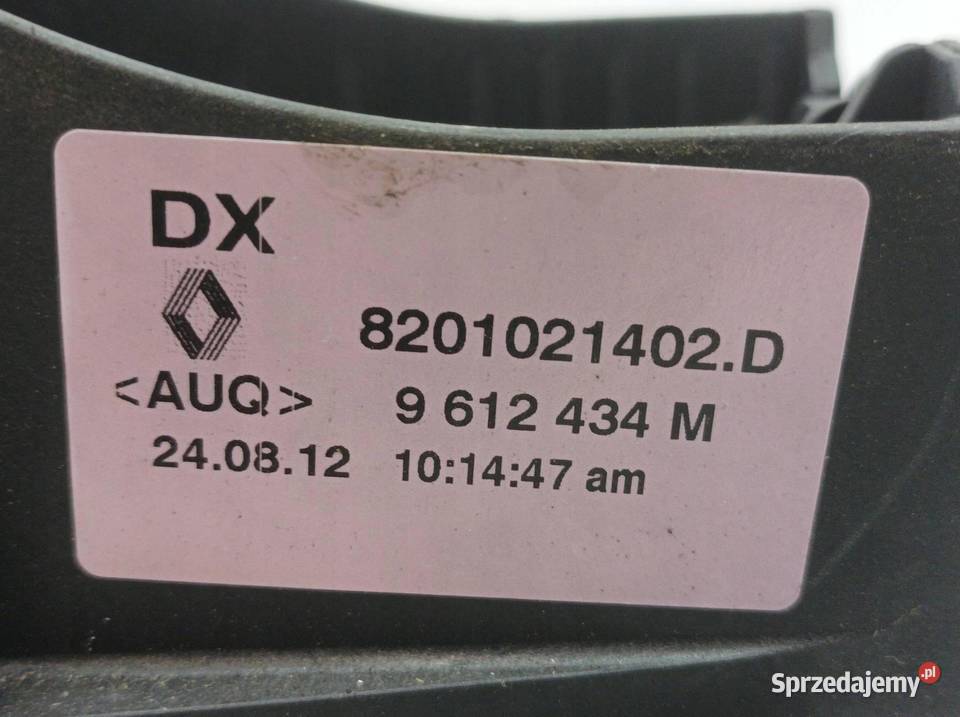 DX
8201021402.D
<AUQ> 9 612 434 M
24.08.12 10:14:47 am
Sprzedajemy.pl